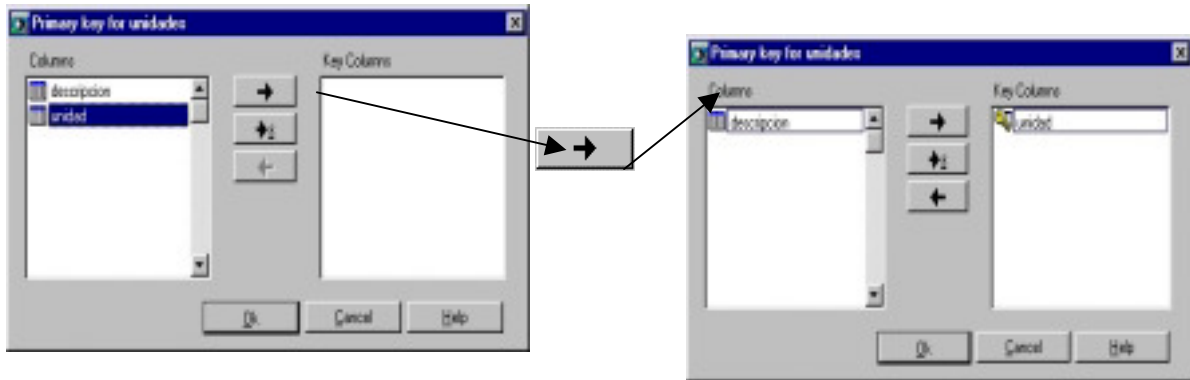 Primary key for unidades
Columns
Key Columns
descripcion
unidad
Ok
Cancel
Help
Primary key for unidades
Columns
Key Columns
descripcion
unidad
Ok
Cancel
Help